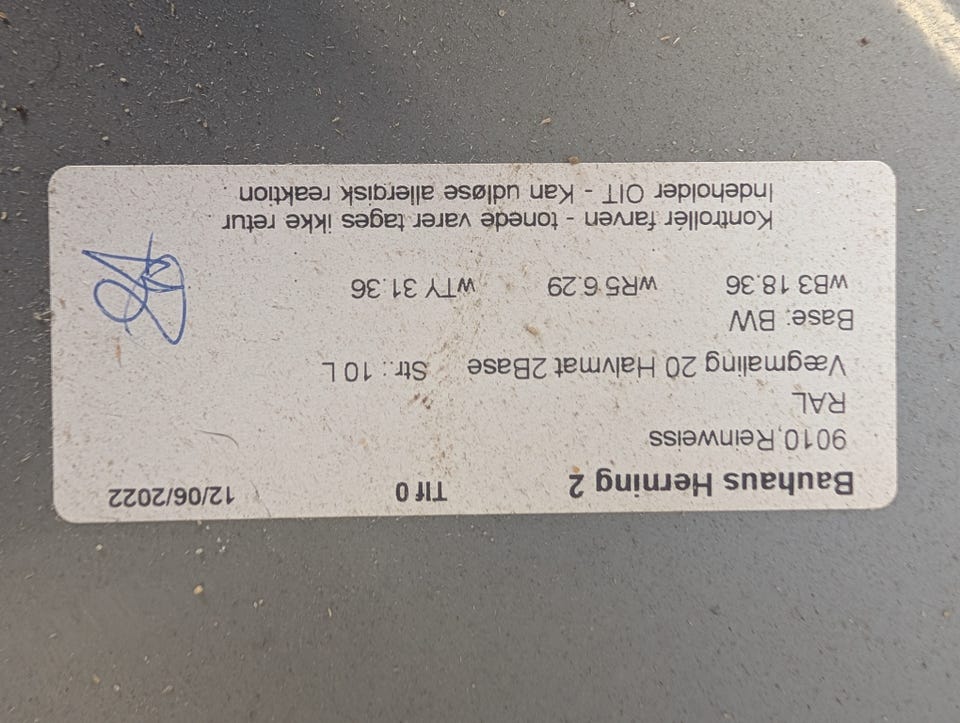 Bauhaus Herning 2 Tlf 0 12/06/2022
9010,Reinweiss
RAL
Vægmaling 20 Halvmat 2Base Str.: 10 L
Base: BW
wB3 18.36 wR5 6.29 wTY 31.36
Kontrollér farven - tonede varer tages ikke retur.
Indeholder OIT - Kan udløse allergisk reaktion.